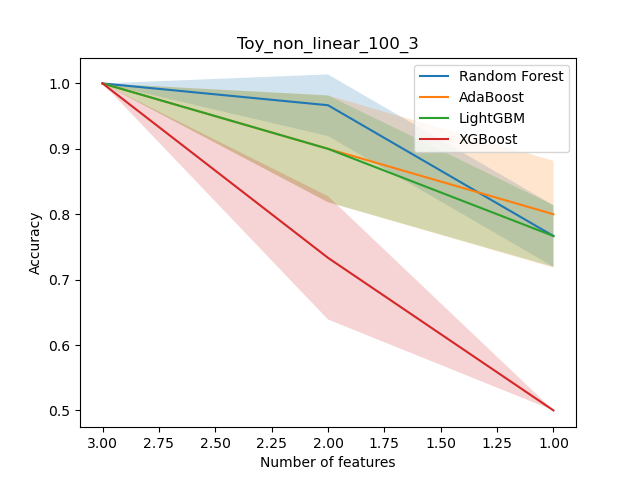 Toy_non_linear_100_3
Random Forest
AdaBoost
LightGBM
XGBoost
Accuracy
1.0
0.9
0.8
0.7
0.6
0.5
3.00 2.75 2.50 2.25 2.00 1.75 1.50 1.25 1.00
Number of features